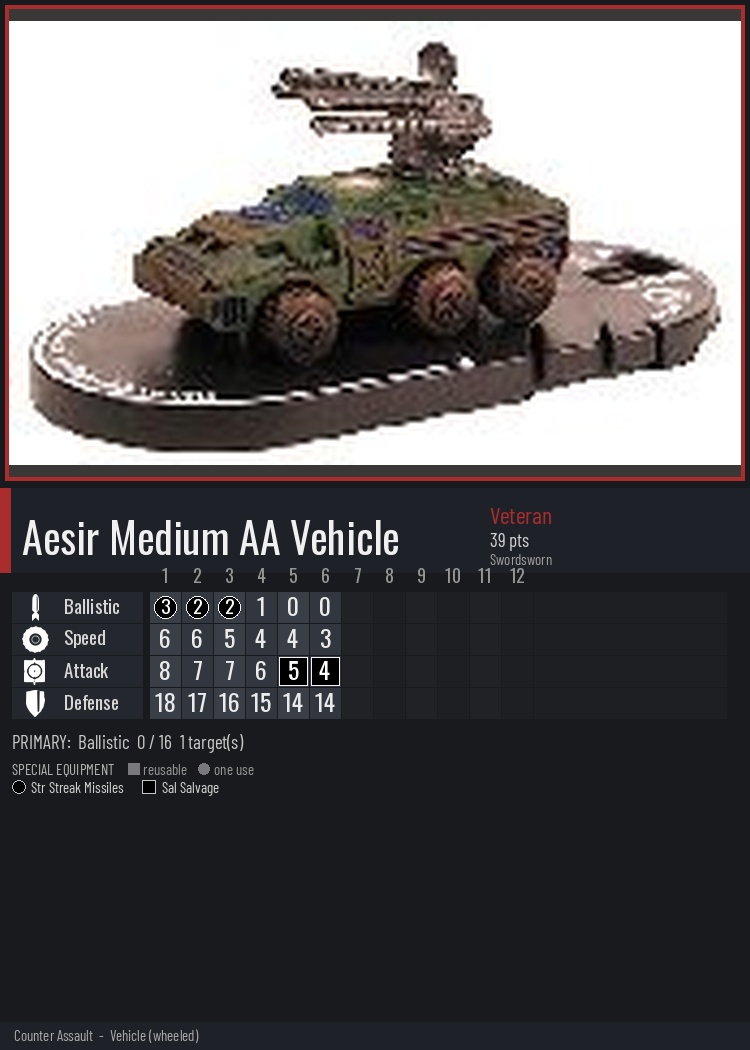 Aesir Medium AA Vehicle
Veteran
39 pts
Swordsworn
1 2 3 4 5 6 7 8 9 10 11 12
Ballistic 3 2 2 1 0 0
Speed 6 6 5 4 4 3
Attack 8 7 7 6 5 4
Defense 18 17 16 15 14 14
PRIMARY: Ballistic 0 / 16 1 target(s)
SPECIAL EQUIPMENT reusable one use
Str Streak Missiles Sal Salvage
Counter Assault - Vehicle (wheeled)